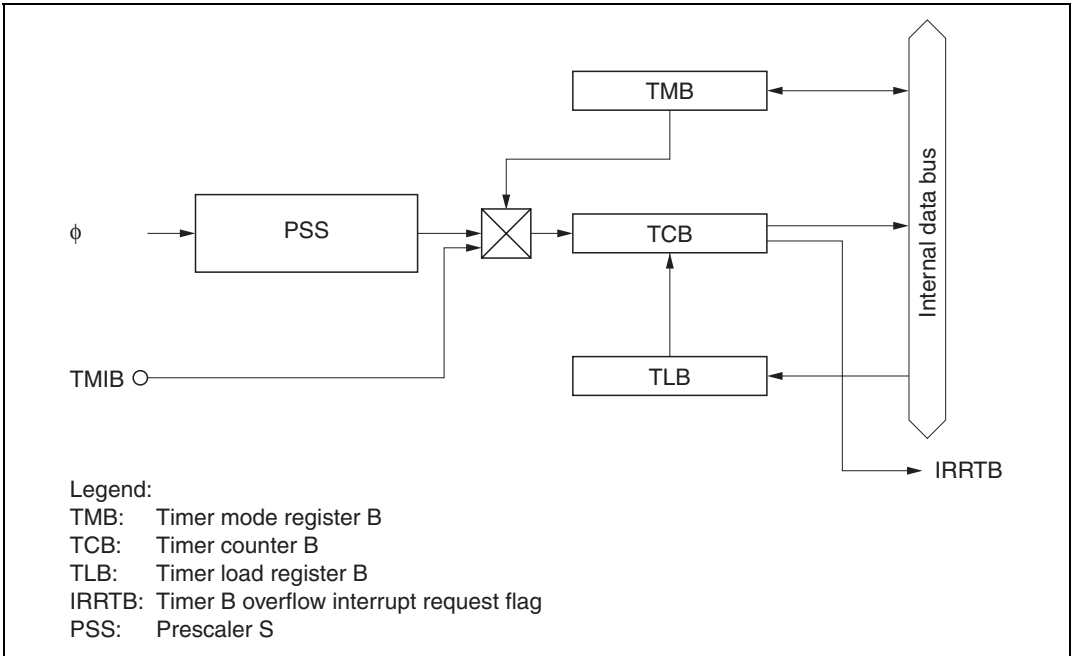 TMB
Internal data bus
ϕ
PSS
TCB
TMIB
TLB
IRRTB
Legend:
TMB: Timer mode register B
TCB: Timer counter B
TLB: Timer load register B
IRRTB: Timer B overflow interrupt request flag
PSS: Prescaler S